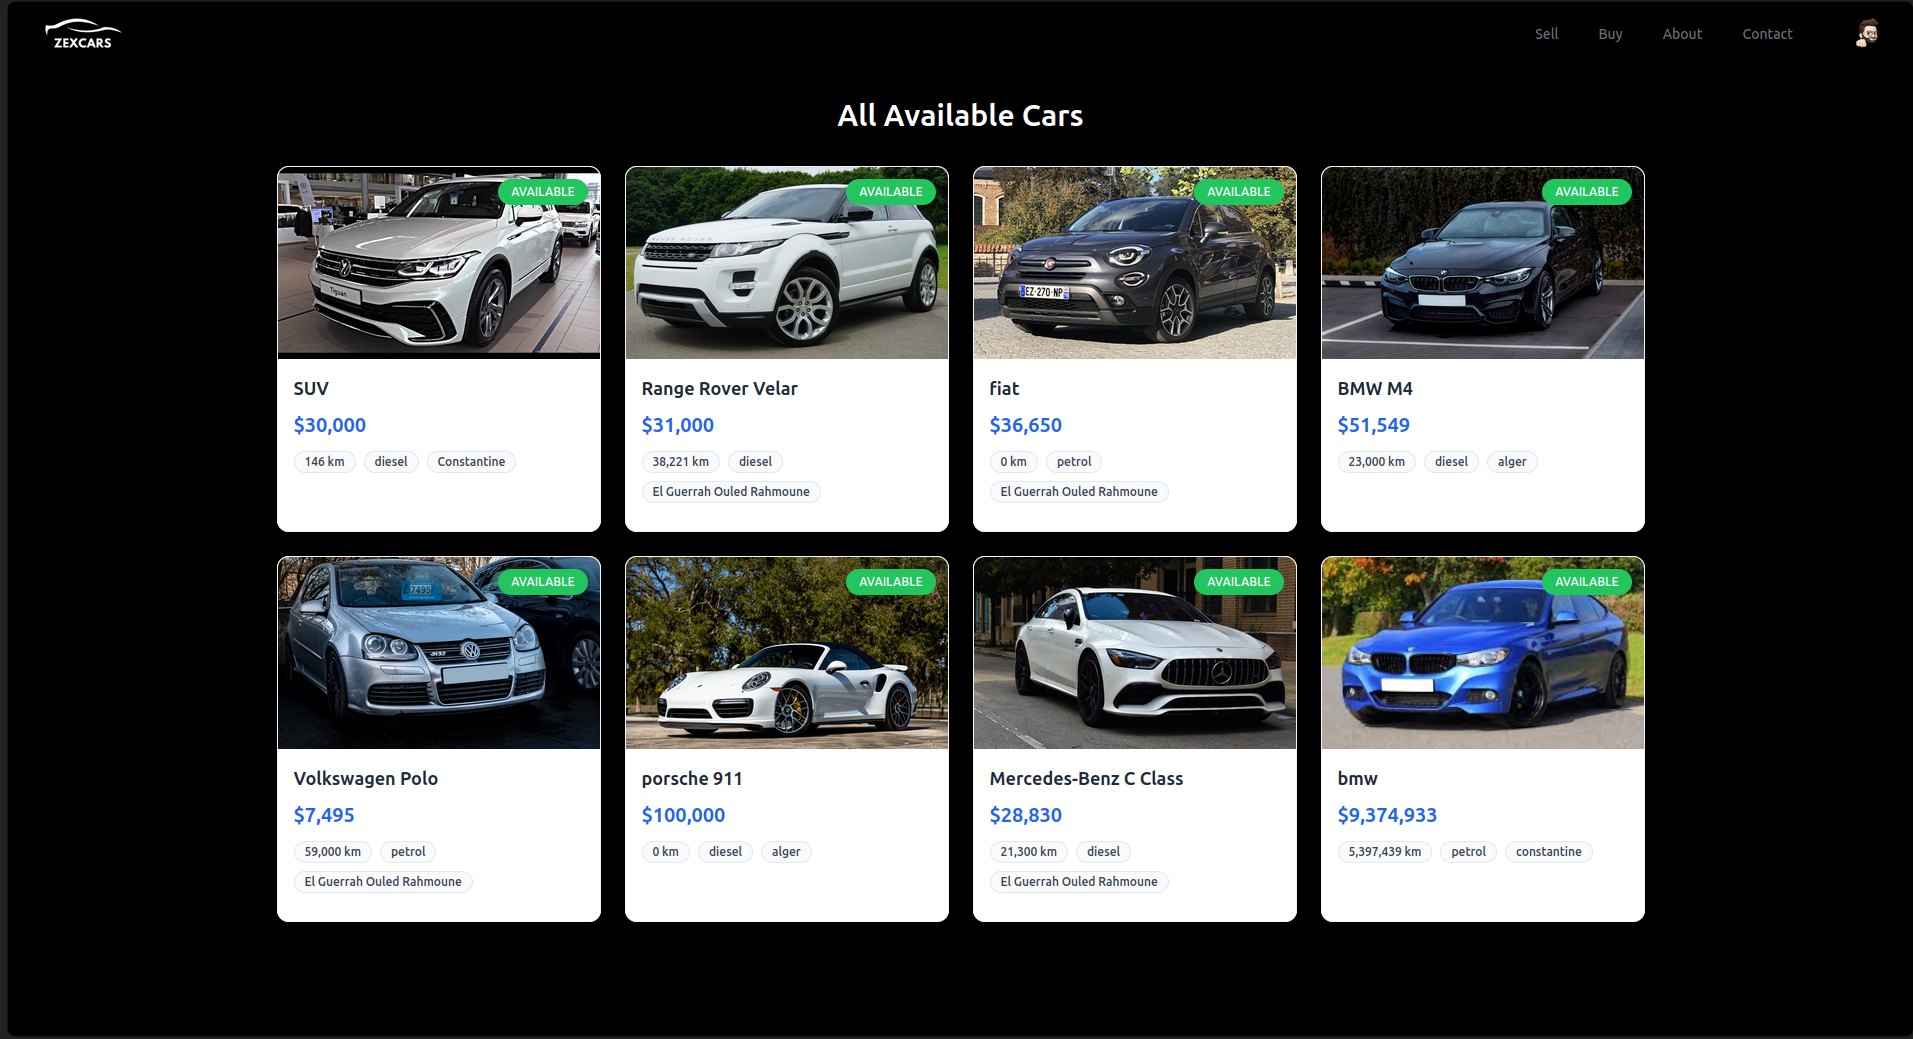 ZEXCARS
Sell Buy About Contact
All Available Cars
AVAILABLE
Tiguan
SUV
$30,000
146 km diesel Constantine
AVAILABLE
Range Rover Velar
$31,000
38,221 km diesel
El Guerrah Ouled Rahmoune
AVAILABLE
EZ-270-NP
fiat
$36,650
0 km petrol
El Guerrah Ouled Rahmoune
AVAILABLE
BMW M4
$51,549
23,000 km diesel alger
AVAILABLE
7495
Volkswagen Polo
$7,495
59,000 km petrol
El Guerrah Ouled Rahmoune
AVAILABLE
porsche 911
$100,000
0 km diesel alger
AVAILABLE
Mercedes-Benz C Class
$28,830
21,300 km diesel
El Guerrah Ouled Rahmoune
AVAILABLE
bmw
$9,374,933
5,397,439 km petrol constantine